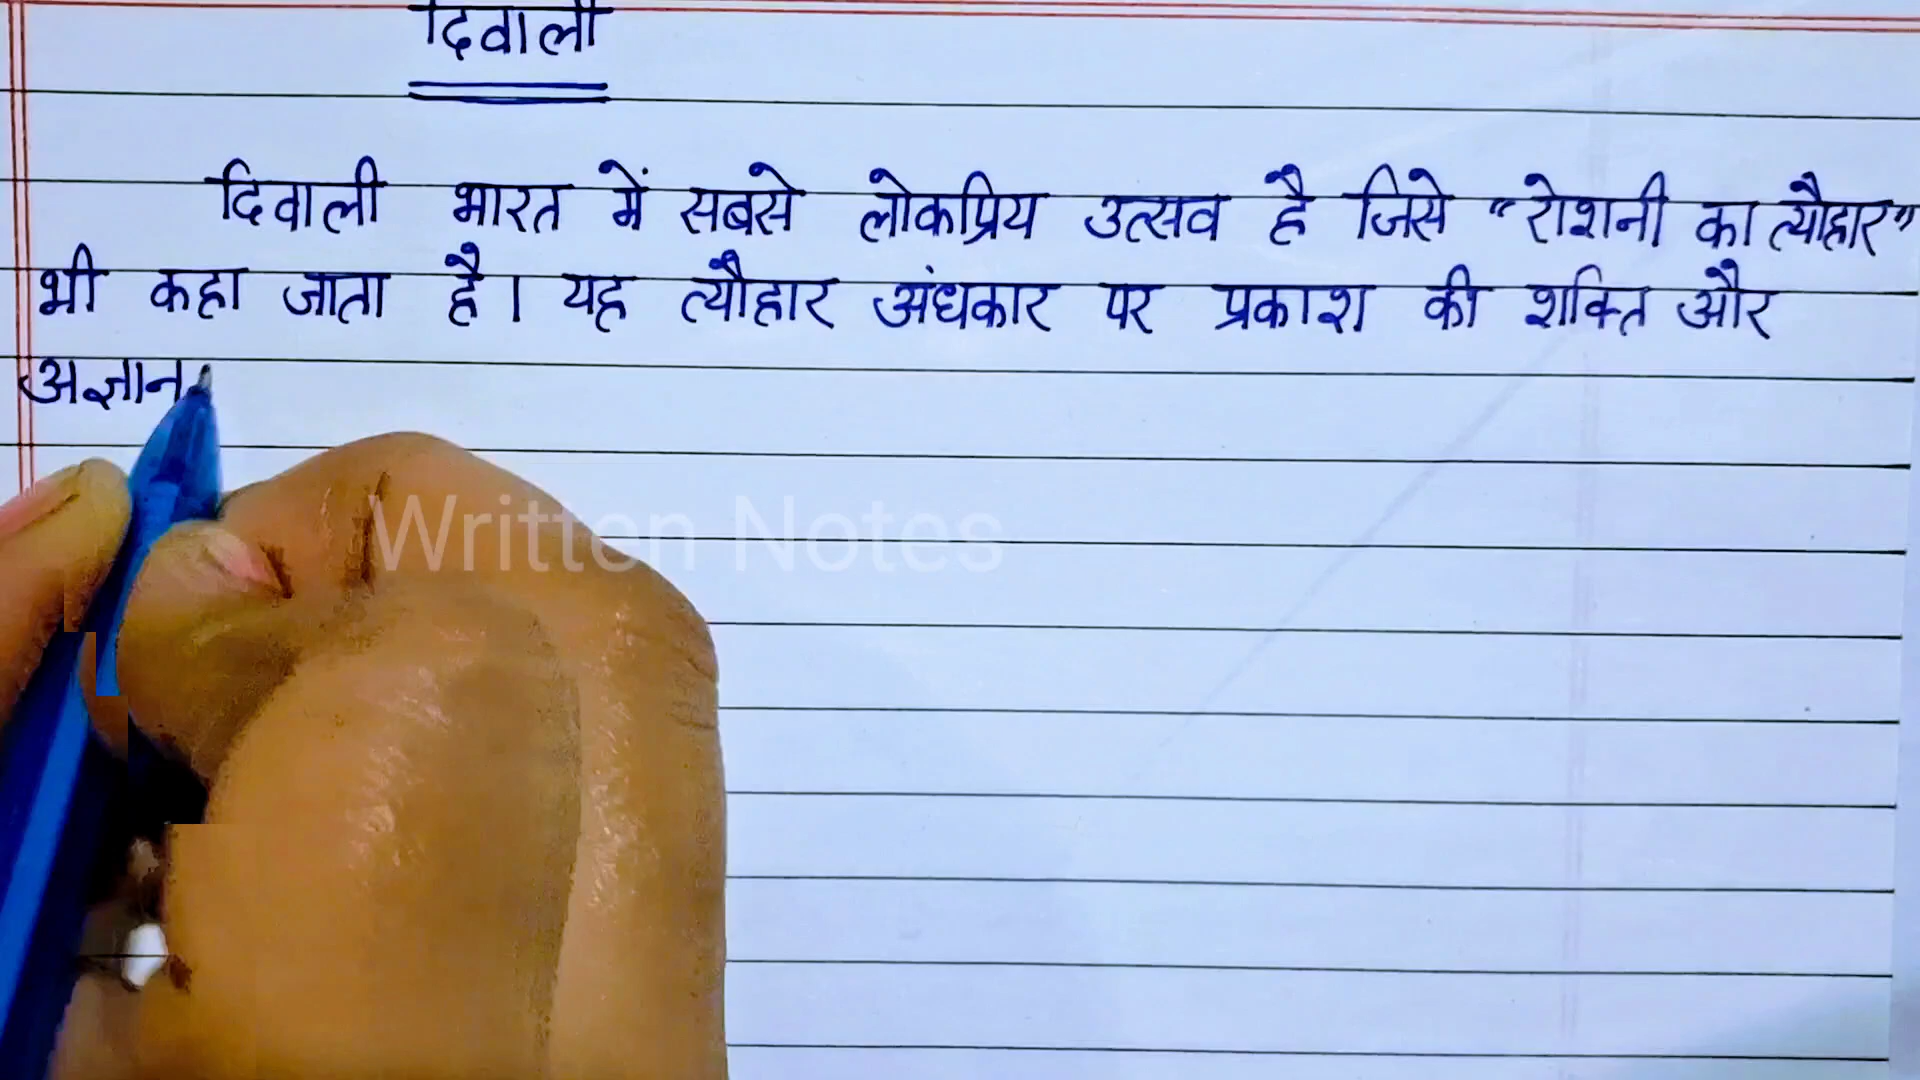 दिवाली
दिवाली भारत में सबसे लोकप्रिय उत्सव है जिसे “रोशनी का त्यौहार”
भी कहा जाता है। यह त्यौहार अंधकार पर प्रकाश की शक्ति और
अज्ञान
Written Notes